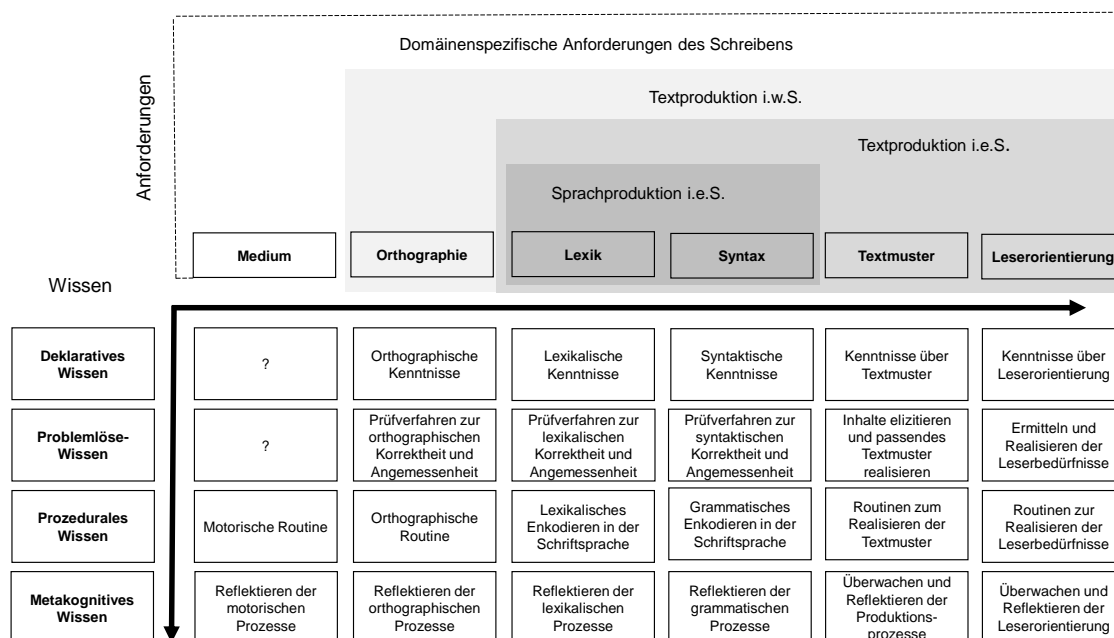 Domäinenspezifische Anforderungen des Schreibens
Anforderungen
Textproduktion i.w.S.
Textproduktion i.e.S.
Sprachproduktion i.e.S.
Medium
Orthographie
Lexik
Syntax
Textmuster
Leserorientierung
Wissen
Deklaratives
Wissen
?
Orthographische
Kenntnisse
Lexikalische
Kenntnisse
Syntaktische
Kenntnisse
Kenntnisse über
Textmuster
Kenntnisse über
Leserorientierung
Problemlöse-
Wissen
?
Prüfverfahren zur
orthographischen
Korrektheit und
Angemessenheit
Prüfverfahren zur
lexikalischen
Korrektheit und
Angemessenheit
Prüfverfahren zur
syntaktischen
Korrektheit und
Angemessenheit
Inhalte elizitieren
und passendes
Textmuster
realisieren
Ermitteln und
Realisieren der
Leserbedürfnisse
Prozedurales
Wissen
Motorische Routine
Orthographische
Routine
Lexikalisches
Enkodieren in der
Schriftsprache
Grammatisches
Enkodieren in der
Schriftsprache
Routinen zum
Realisieren der
Textmuster
Routinen zur
Realisieren der
Leserbedürfnisse
Metakognitives
Wissen
Reflektieren der
motorischen
Prozesse
Reflektieren der
orthographischen
Prozesse
Reflektieren der
lexikalischen
Prozesse
Reflektieren der
grammatischen
Prozesse
Überwachen und
Reflektieren der
Produktions-
prozesse
Überwachen und
Reflektieren der
Leserorientierung